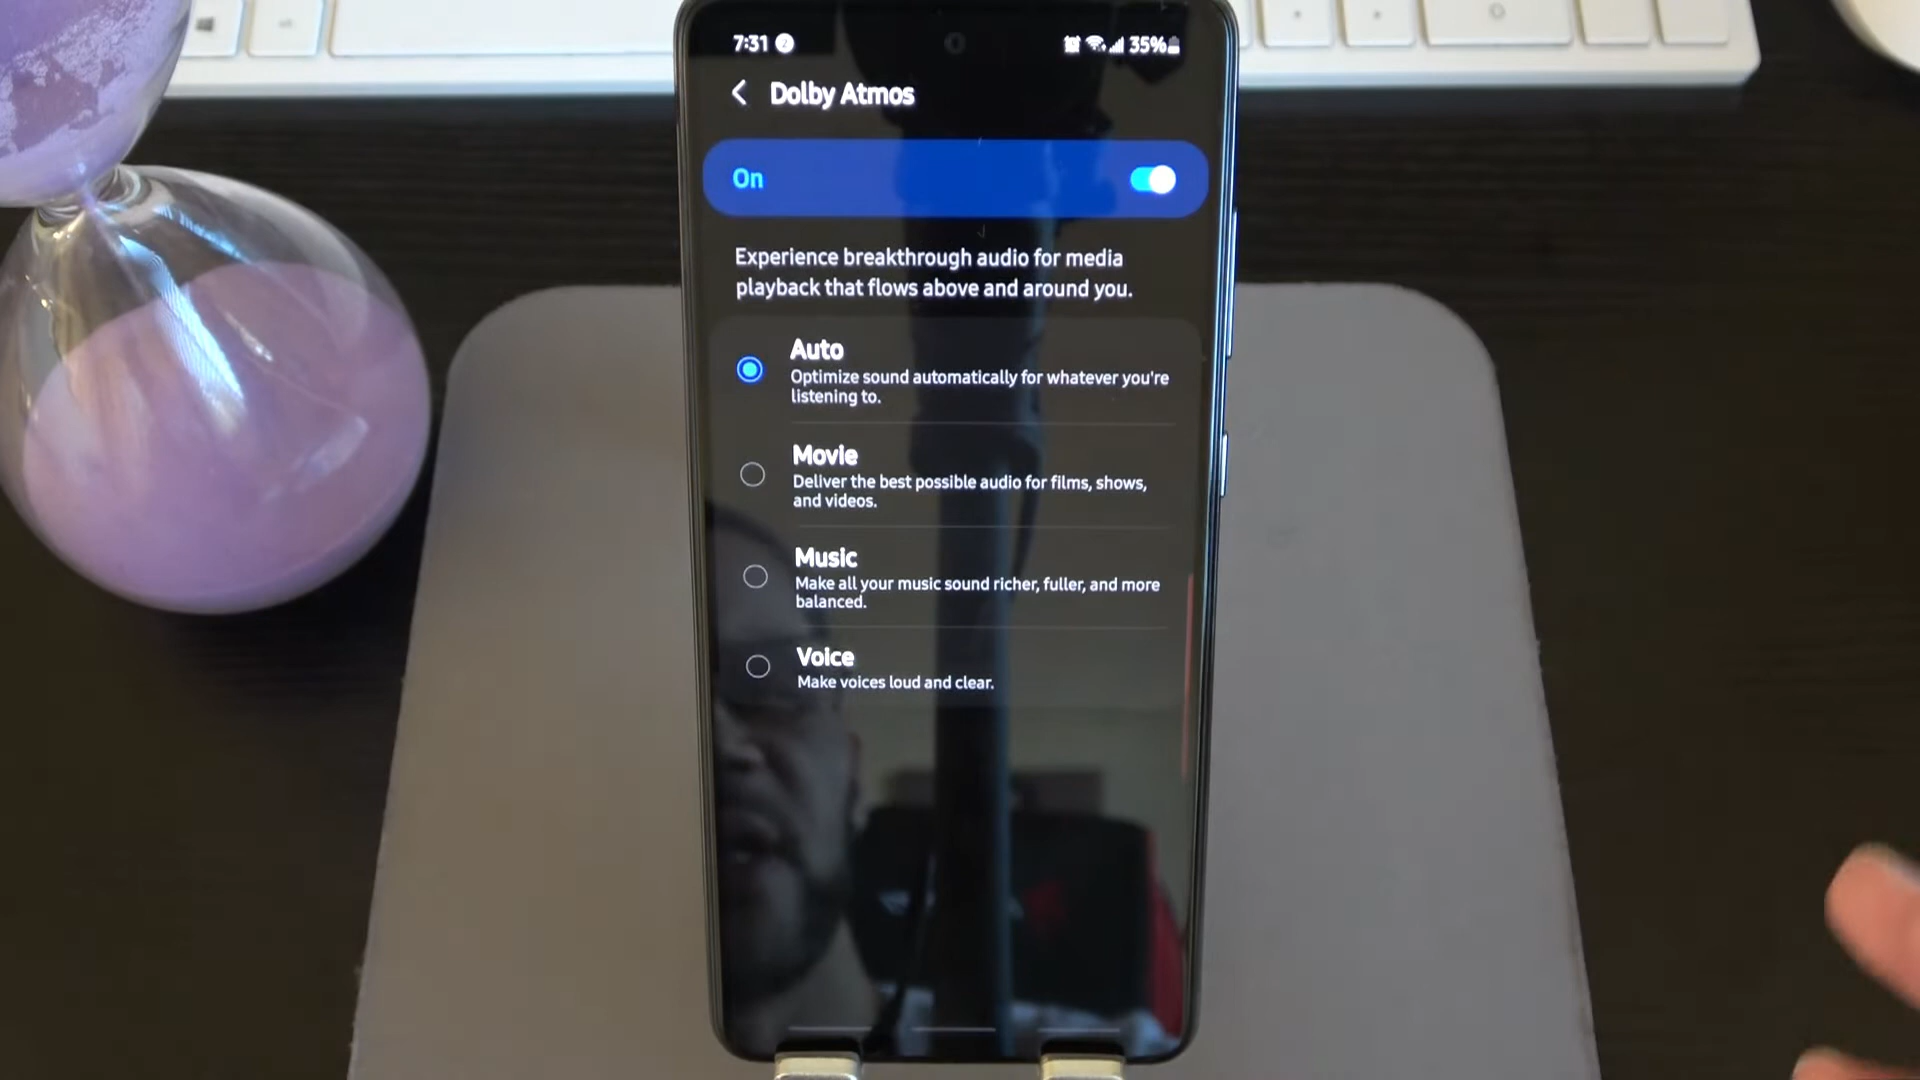 7:31
35%
Dolby Atmos
On
Experience breakthrough audio for media
playback that flows above and around you.
Auto
Optimize sound automatically for whatever you're
listening to.
Movie
Deliver the best possible audio for films, shows,
and videos.
Music
Make all your music sound richer, fuller, and more
balanced.
Voice
Make voices loud and clear.